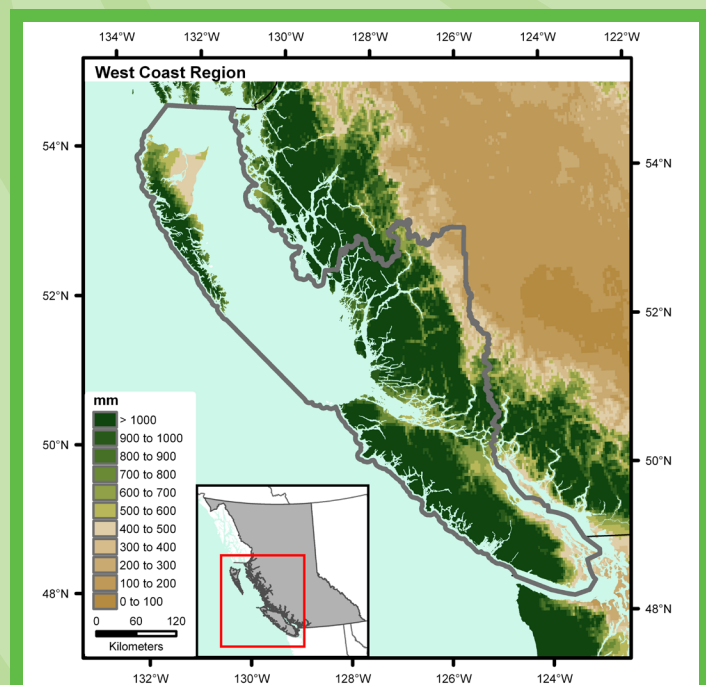 134°W 132°W 130°W 128°W 126°W 124°W 122°W
West Coast Region
54°N 54°N
52°N 52°N
50°N 50°N
48°N 48°N
mm
> 1000
900 to 1000
800 to 900
700 to 800
600 to 700
500 to 600
400 to 500
300 to 400
200 to 300
100 to 200
0 to 100
0 60 120
Kilometers
132°W 130°W 128°W 126°W 124°W